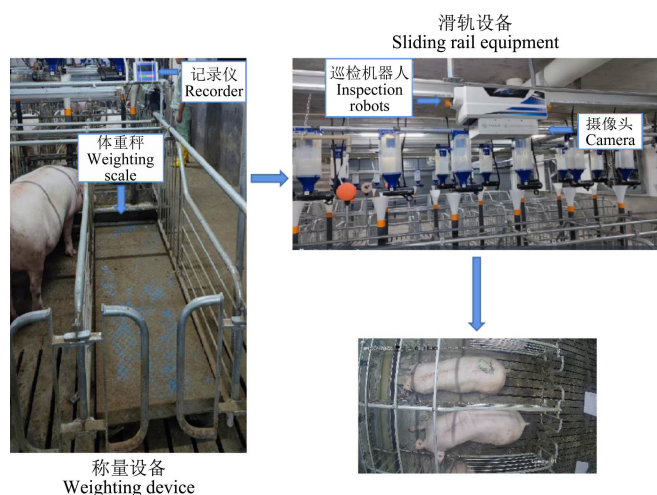 滑轨设备
Sliding rail equipment
记录仪
Recorder
巡检机器人
Inspection
robots
摄像头
Camera
体重秤
Weighting
scale
称量设备
Weighting device